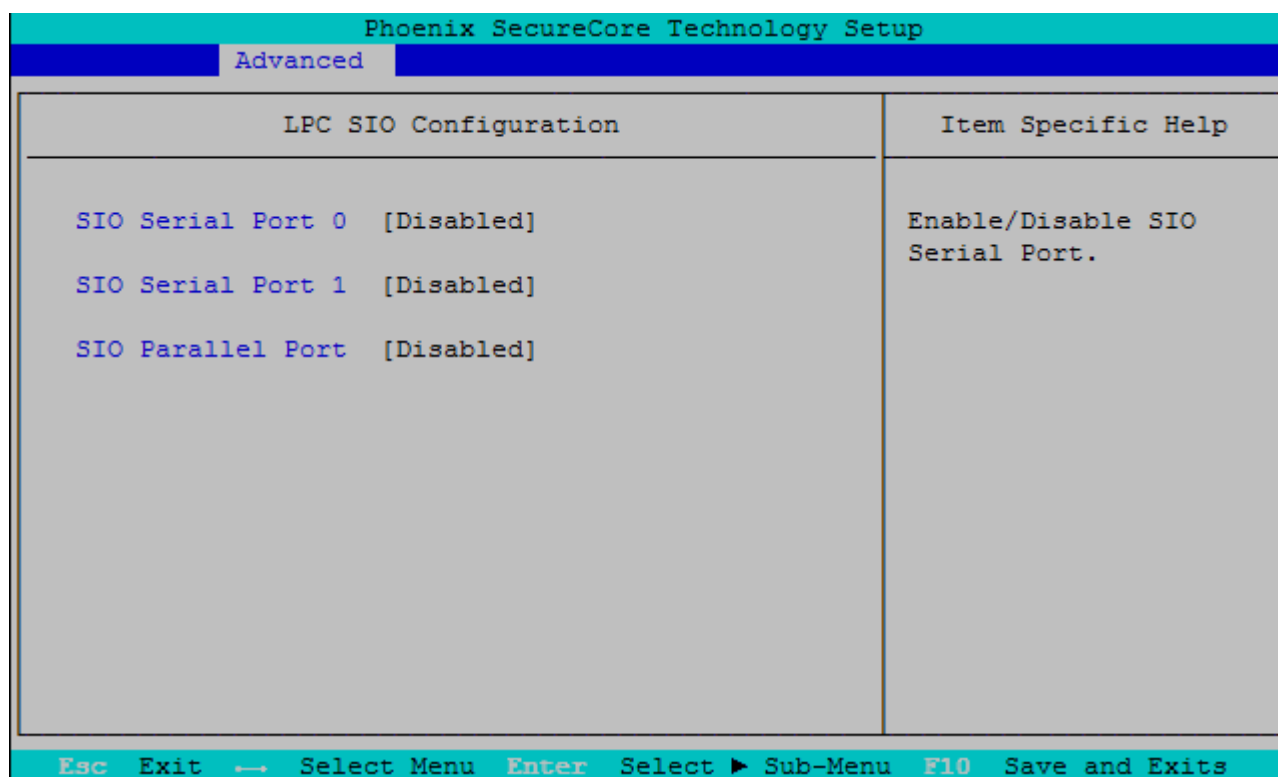 Phoenix SecureCore Technology Setup
Advanced
LPC SIO Configuration
Item Specific Help
SIO Serial Port 0 [Disabled]
SIO Serial Port 1 [Disabled]
SIO Parallel Port [Disabled]
Enable/Disable SIO
Serial Port.
Esc Exit ↔ Select Menu Enter Select ► Sub-Menu F10 Save and Exits